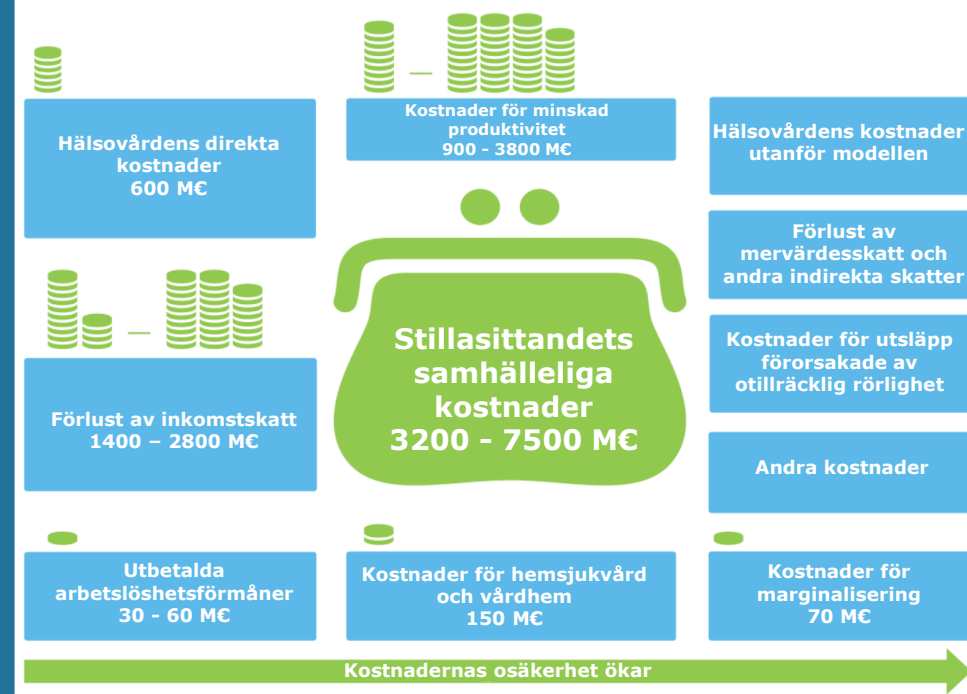 Hälsovårdens direkta
kostnader
600 M€
Kostnader för minskad
produktivitet
900 - 3800 M€
Hälsovårdens kostnader
utanför modellen
Förlust av
mervärdesskatt och
andra indirekta skatter
Förlust av inkomstskatt
1400 – 2800 M€
Stillasittandets
samhälleliga
kostnader
3200 - 7500 M€
Kostnader för utsläpp
förorsakade av
otillräcklig rörlighet
Andra kostnader
Utbetalda
arbetslöshetsförmåner
30 - 60 M€
Kostnader för hemsjukvård
och vårdhem
150 M€
Kostnader för
marginalisering
70 M€
Kostnadernas osäkerhet ökar